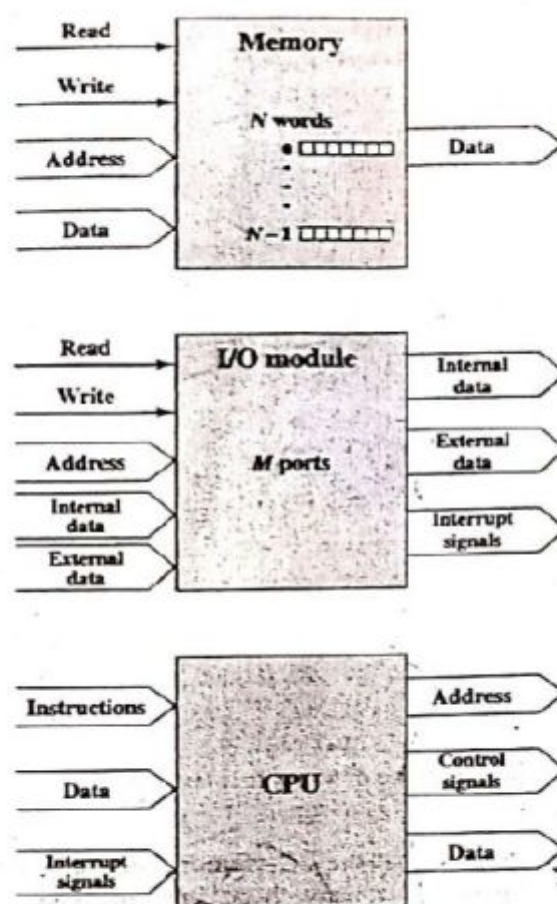 Read
Memory
Write
N words
Address
Data
Data
N – 1
Read
I/O module
Internal
data
Write
External
data
Address
M ports
Internal
data
Interrupt
signals
External
data
Instructions
Address
Control
signals
CPU
Data
Interrupt
signals
Data